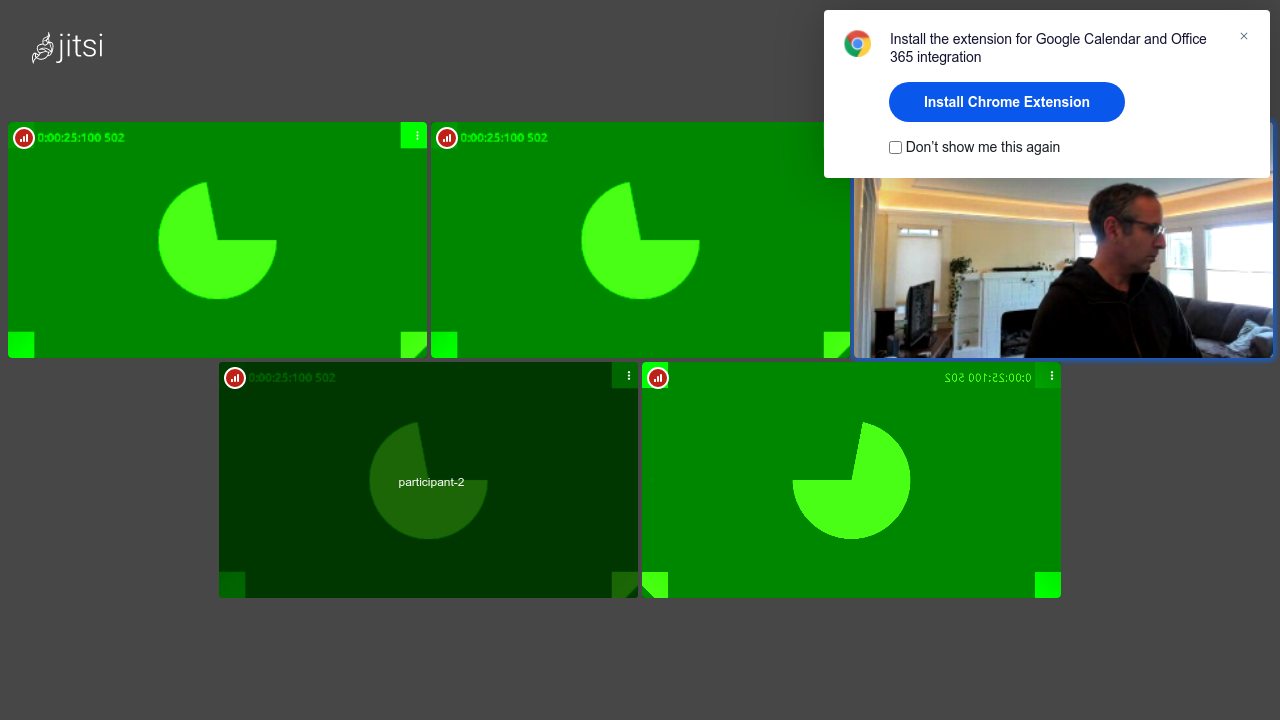 jitsi
Install the extension for Google Calendar and Office
365 integration
Install Chrome Extension
Don't show me this again
0:00:25:100 502
0:00:25:100 502
0:00:25:100 502
participant-2
0:00:25:100 502